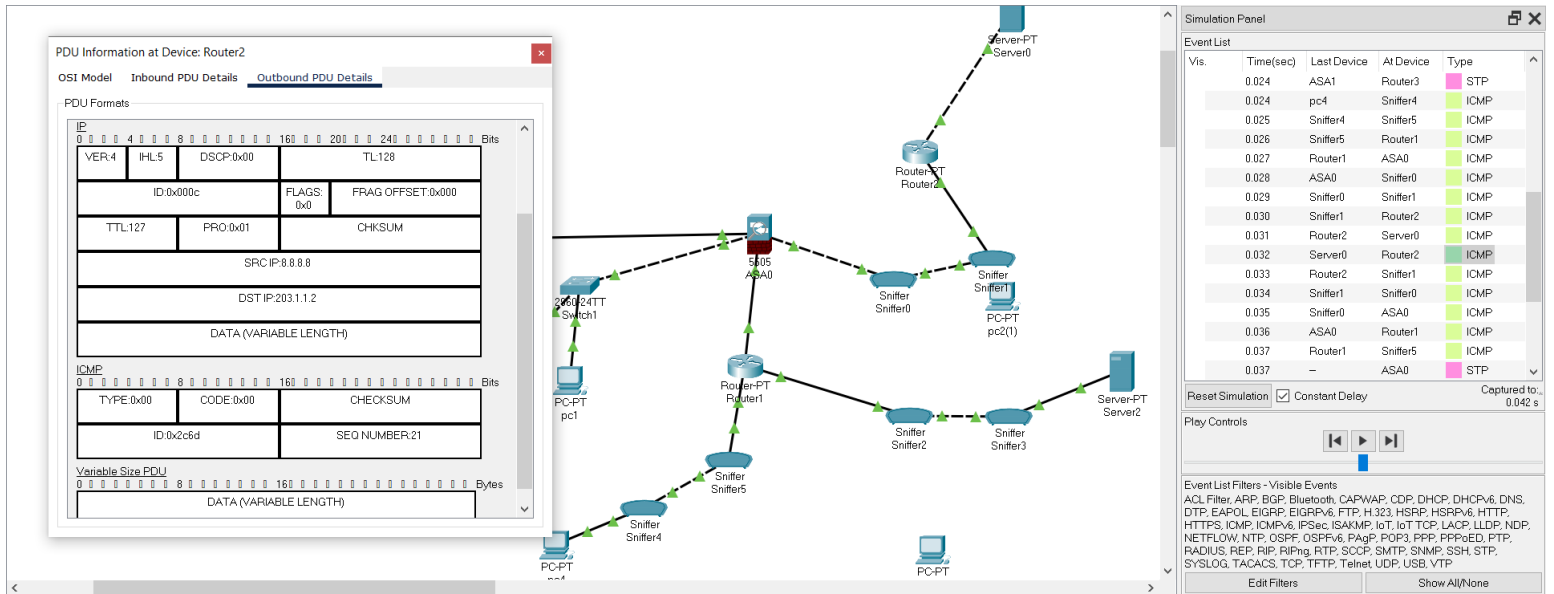 PDU Information at Device: Router2
OSI Model Inbound PDU Details Outbound PDU Details
PDU Formats
IP
0 4 8 16 20 24 Bits
VER:4 IHL:5 DSCP:0x00 TL:128
ID:0x000c FLAGS: 0x0 FRAG OFFSET:0x000
TTL:127 PRO:0x01 CHKSUM
SRC IP:8.8.8.8
DST IP:203.1.1.2
DATA (VARIABLE LENGTH)
ICMP
0 8 16 Bits
TYPE:0x00 CODE:0x00 CHECKSUM
ID:0x2c6d SEQ NUMBER:21
Variable Size PDU
0 8 16 Bytes
DATA (VARIABLE LENGTH)
Server-PT
Server0
Router-PT
Router2
5505
ASA0
Sniffer
Sniffer1
Sniffer
Sniffer0
2960-24TT
Switch1
PC-PT
pc2(1)
PC-PT
pc1
Router-PT
Router1
Server-PT
Server2
Sniffer
Sniffer2
Sniffer
Sniffer3
Sniffer
Sniffer5
Sniffer
Sniffer4
PC-PT
pc4
PC-PT
Simulation Panel
Event List
Vis. Time(sec) Last Device At Device Type
0.024 ASA1 Router3 STP
0.024 pc4 Sniffer4 ICMP
0.025 Sniffer4 Sniffer5 ICMP
0.026 Sniffer5 Router1 ICMP
0.027 Router1 ASA0 ICMP
0.028 ASA0 Sniffer0 ICMP
0.029 Sniffer0 Sniffer1 ICMP
0.030 Sniffer1 Router2 ICMP
0.031 Router2 Server0 ICMP
0.032 Server0 Router2 ICMP
0.033 Router2 Sniffer1 ICMP
0.034 Sniffer1 Sniffer0 ICMP
0.035 Sniffer0 ASA0 ICMP
0.036 ASA0 Router1 ICMP
0.037 Router1 Sniffer5 ICMP
0.037 -- ASA0 STP
Reset Simulation Constant Delay Captured to:
0.042 s
Play Controls
Event List Filters - Visible Events
ACL Filter, ARP, BGP, Bluetooth, CAPWAP, CDP, DHCP, DHCPv6, DNS,
DTP, EAPOL, EIGRP, EIGRPv6, FTP, H.323, HSRP, HSRPv6, HTTP,
HTTPS, ICMP, ICMPv6, IPSec, ISAKMP, IoT, IoT TCP, LACP, LLDP, NDP,
NETFLOW, NTP, OSPF, OSPFv6, PAgP, POP3, PPP, PPPoED, PTP,
RADIUS, REP, RIP, RIPng, RTP, SCCP, SMTP, SNMP, SSH, STP,
SYSLOG, TACACS, TCP, TFTP, Telnet, UDP, USB, VTP
Edit Filters Show All/None